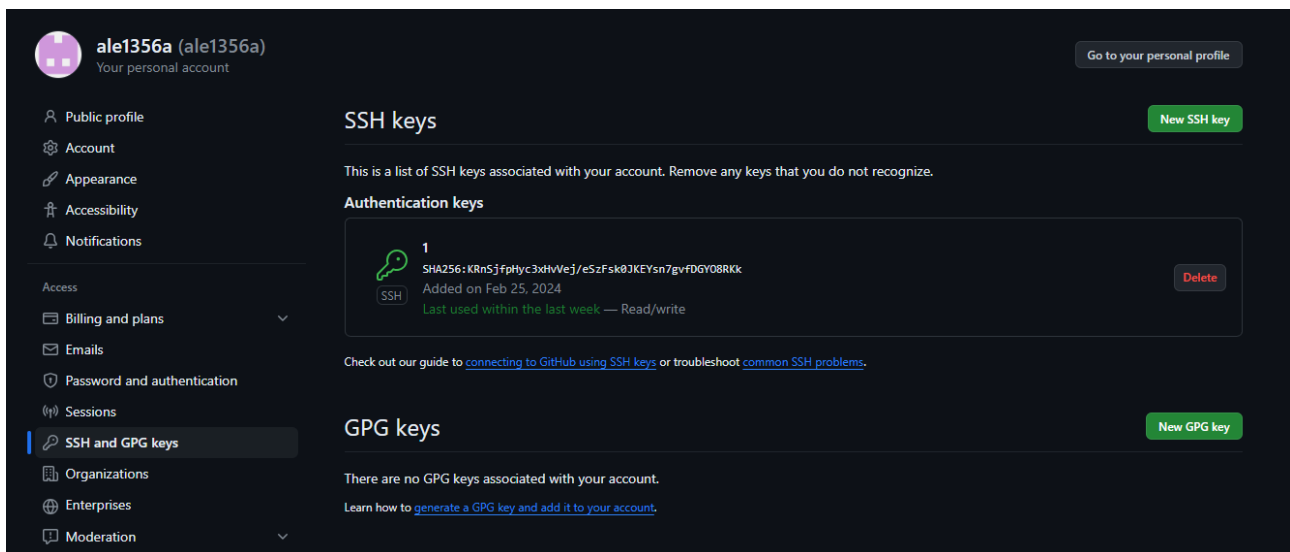 ale1356a (ale1356a)
Your personal account
Go to your personal profile
Public profile
Account
Appearance
Accessibility
Notifications
Access
Billing and plans
Emails
Password and authentication
Sessions
SSH and GPG keys
Organizations
Enterprises
Moderation
SSH keys
New SSH key
This is a list of SSH keys associated with your account. Remove any keys that you do not recognize.
Authentication keys
1
SHA256:KRnSjfpHyc3xHvVej/eSzFsk0JKEYsn7gvfDGYO8RKk
SSH
Added on Feb 25, 2024
Last used within the last week — Read/write
Delete
Check out our guide to connecting to GitHub using SSH keys or troubleshoot common SSH problems.
GPG keys
New GPG key
There are no GPG keys associated with your account.
Learn how to generate a GPG key and add it to your account.